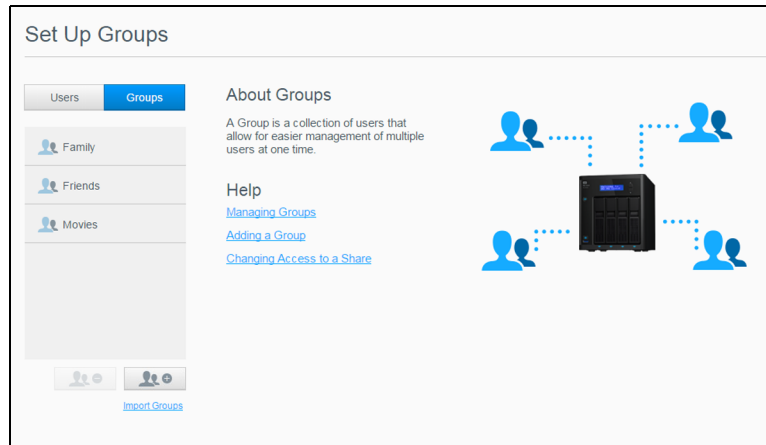 Set Up Groups
Users
Groups
Family
Friends
Movies
Import Groups
About Groups
A Group is a collection of users that
allow for easier management of multiple
users at one time.
Help
Managing Groups
Adding a Group
Changing Access to a Share